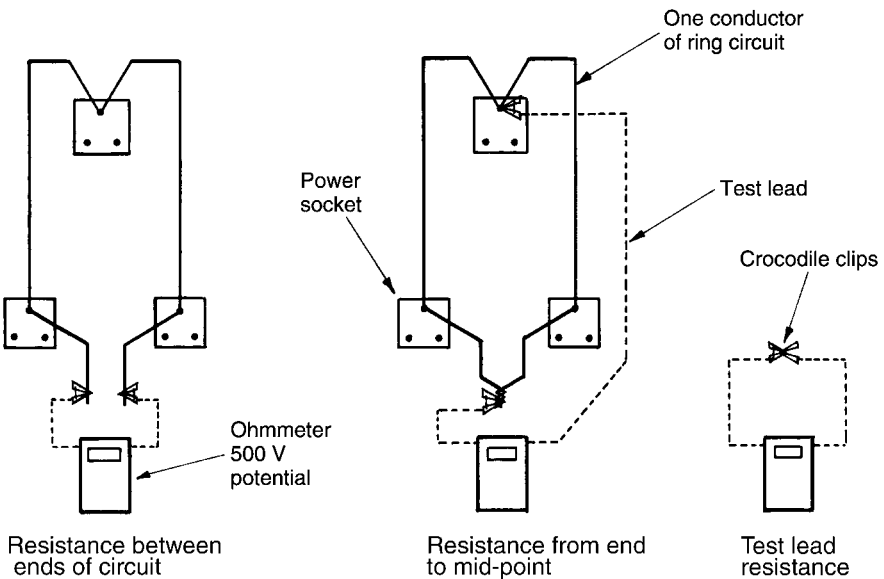 One conductor
of ring circuit
Power
socket
Test lead
Crocodile clips
Ohmmeter
500 V
potential
Resistance between
ends of circuit
Resistance from end
to mid-point
Test lead
resistance